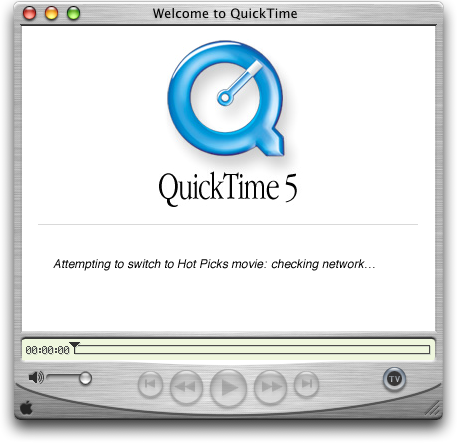 Welcome to QuickTime
QuickTime 5
Attempting to switch to Hot Picks movie: checking network...
00:00:00
TV